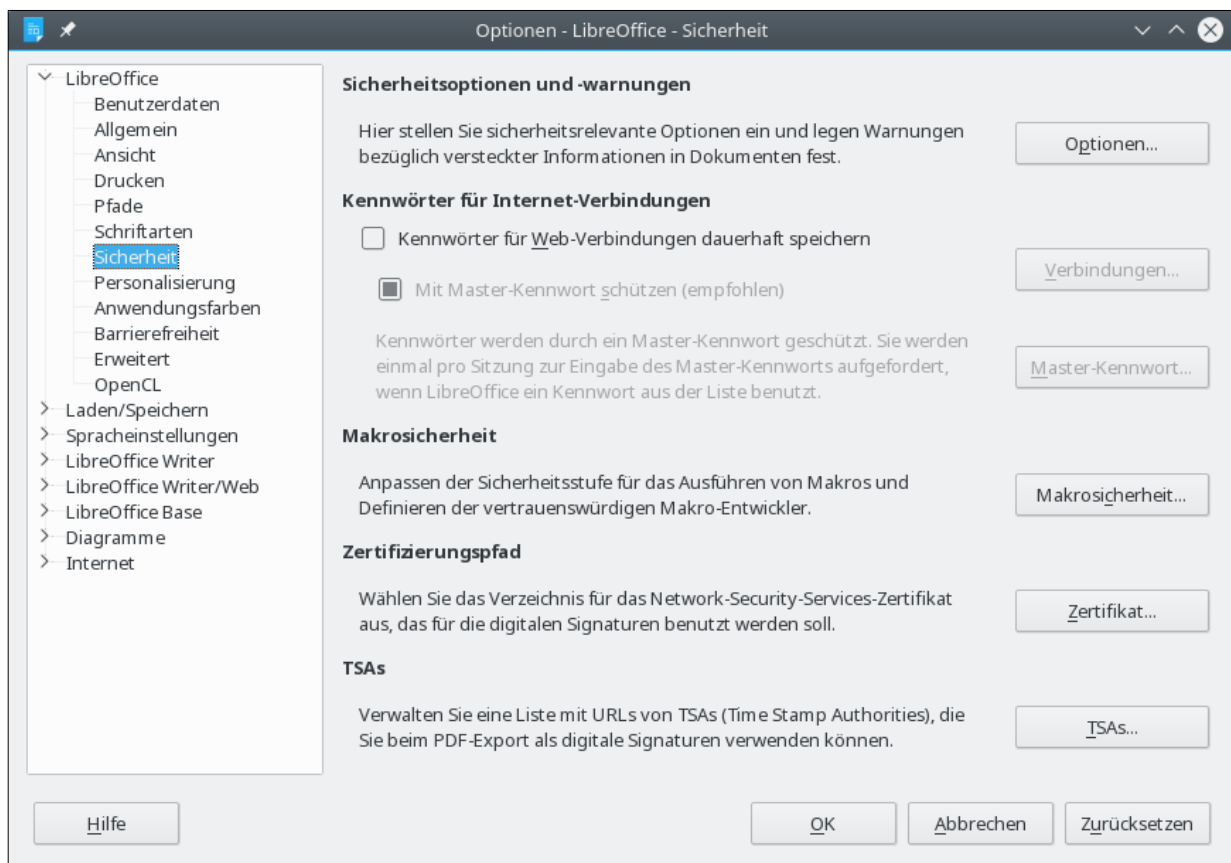 Optionen - LibreOffice - Sicherheit
LibreOffice
Benutzerdaten
Allgemein
Ansicht
Drucken
Pfade
Schriftarten
Sicherheit
Personalisierung
Anwendungsfarben
Barrierefreiheit
Erweitert
OpenCL
Laden/Speichern
Spracheinstellungen
LibreOffice Writer
LibreOffice Writer/Web
LibreOffice Base
Diagramme
Internet
Sicherheitsoptionen und -warnungen
Hier stellen Sie sicherheitsrelevante Optionen ein und legen Warnungen
bezüglich versteckter Informationen in Dokumenten fest.
Optionen...
Kennwörter für Internet-Verbindungen
Kennwörter für Web-Verbindungen dauerhaft speichern
Verbindungen...
Mit Master-Kennwort schützen (empfohlen)
Kennwörter werden durch ein Master-Kennwort geschützt. Sie werden
einmal pro Sitzung zur Eingabe des Master-Kennworts aufgefordert,
wenn LibreOffice ein Kennwort aus der Liste benutzt.
Master-Kennwort...
Makrosicherheit
Anpassen der Sicherheitsstufe für das Ausführen von Makros und
Definieren der vertrauenswürdigen Makro-Entwickler.
Makrosicherheit...
Zertifizierungspfad
Wählen Sie das Verzeichnis für das Network-Security-Services-Zertifikat
aus, das für die digitalen Signaturen benutzt werden soll.
Zertifikat...
TSAs
Verwalten Sie eine Liste mit URLs von TSAs (Time Stamp Authorities), die
Sie beim PDF-Export als digitale Signaturen verwenden können.
TSAs...
Hilfe
OK
Abbrechen
Zurücksetzen